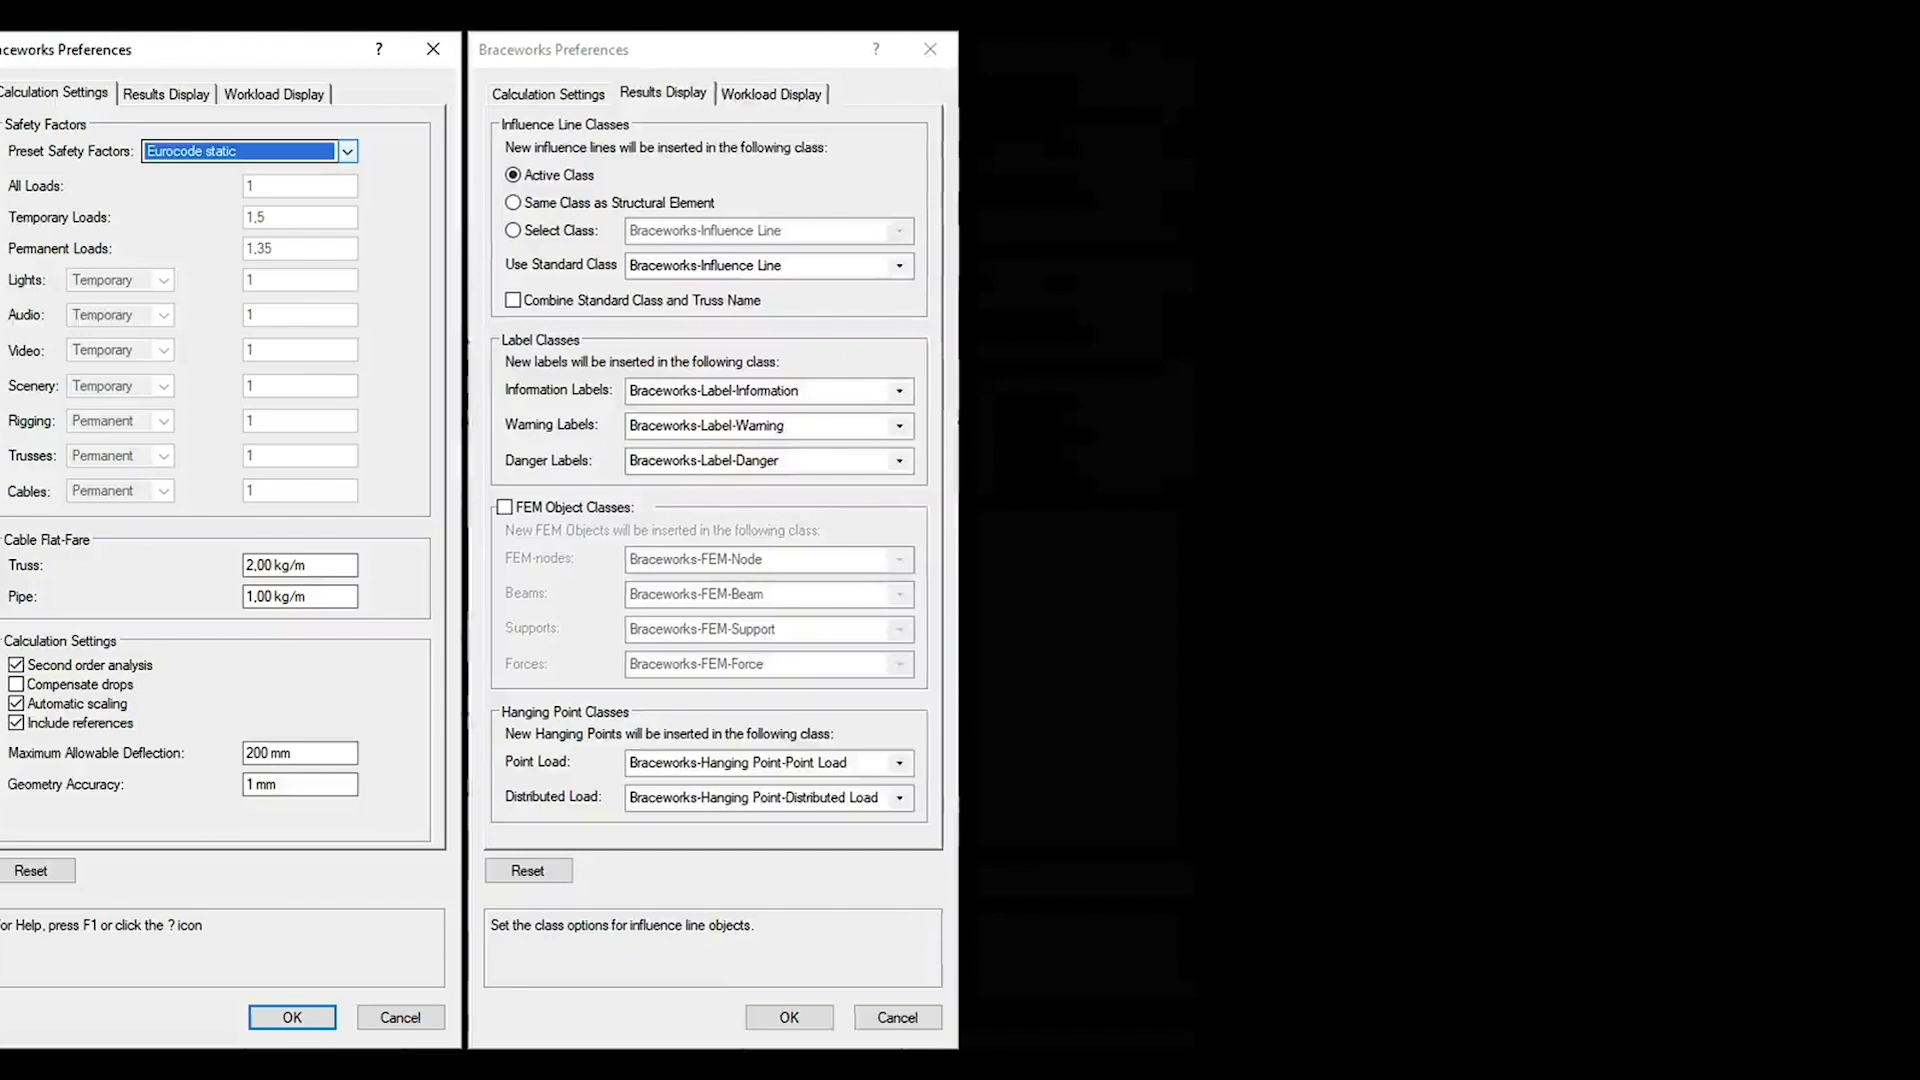 aceworks Preferences ? 
Calculation Settings Results Display Workload Display
Safety Factors
Preset Safety Factors: Eurocode static
All Loads: 1
Temporary Loads: 1,5
Permanent Loads: 1,35
Lights: Temporary 1
Audio: Temporary 1
Video: Temporary 1
Scenery: Temporary 1
Rigging: Permanent 1
Trusses: Permanent 1
Cables: Permanent 1
Cable Flat-Fare
Truss: 2,00 kg/m
Pipe: 1,00 kg/m
Calculation Settings
Second order analysis
Compensate drops
Automatic scaling
Include references
Maximum Allowable Deflection: 200 mm
Geometry Accuracy: 1 mm
Reset
or Help, press F1 or click the ? icon
OK Cancel
Braceworks Preferences ?
Calculation Settings Results Display Workload Display
Influence Line Classes
New influence lines will be inserted in the following class:
Active Class
Same Class as Structural Element
Select Class: Braceworks-Influence Line
Use Standard Class Braceworks-Influence Line
Combine Standard Class and Truss Name
Label Classes
New labels will be inserted in the following class:
Information Labels: Braceworks-Label-Information
Warning Labels: Braceworks-Label-Warning
Danger Labels: Braceworks-Label-Danger
FEM Object Classes:
New FEM Objects will be inserted in the following class:
FEM-nodes: Braceworks-FEM-Node
Beams: Braceworks-FEM-Beam
Supports: Braceworks-FEM-Support
Forces: Braceworks-FEM-Force
Hanging Point Classes
New Hanging Points will be inserted in the following class:
Point Load: Braceworks-Hanging Point-Point Load
Distributed Load: Braceworks-Hanging Point-Distributed Load
Reset
Set the class options for influence line objects.
OK Cancel